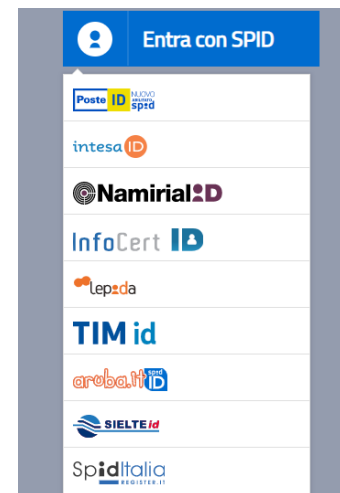 Entra con SPID
Poste ID NUOVO
spid
intesa ID
Namirial ID
InfoCert ID
lepida
TIM id
aruba.it spid ID
SIELTE id
SpidItalia
REGISTER.IT